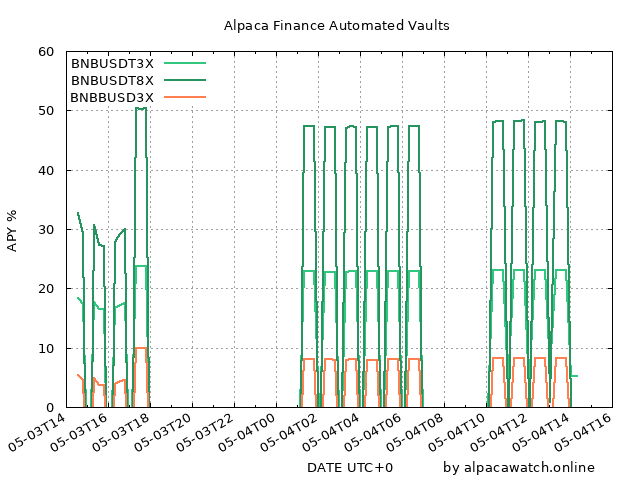 Alpaca Finance Automated Vaults
60
50
40
30
20
10
0
APY %
BNBUSDT3X
BNBUSDT8X
BNBBUSD3X
05-03T14
05-03T16
05-03T18
05-03T20
05-03T22
05-04T00
05-04T02
05-04T04
05-04T06
05-04T08
05-04T10
05-04T12
05-04T14
05-04T16
DATE UTC+0
by alpacawatch.online